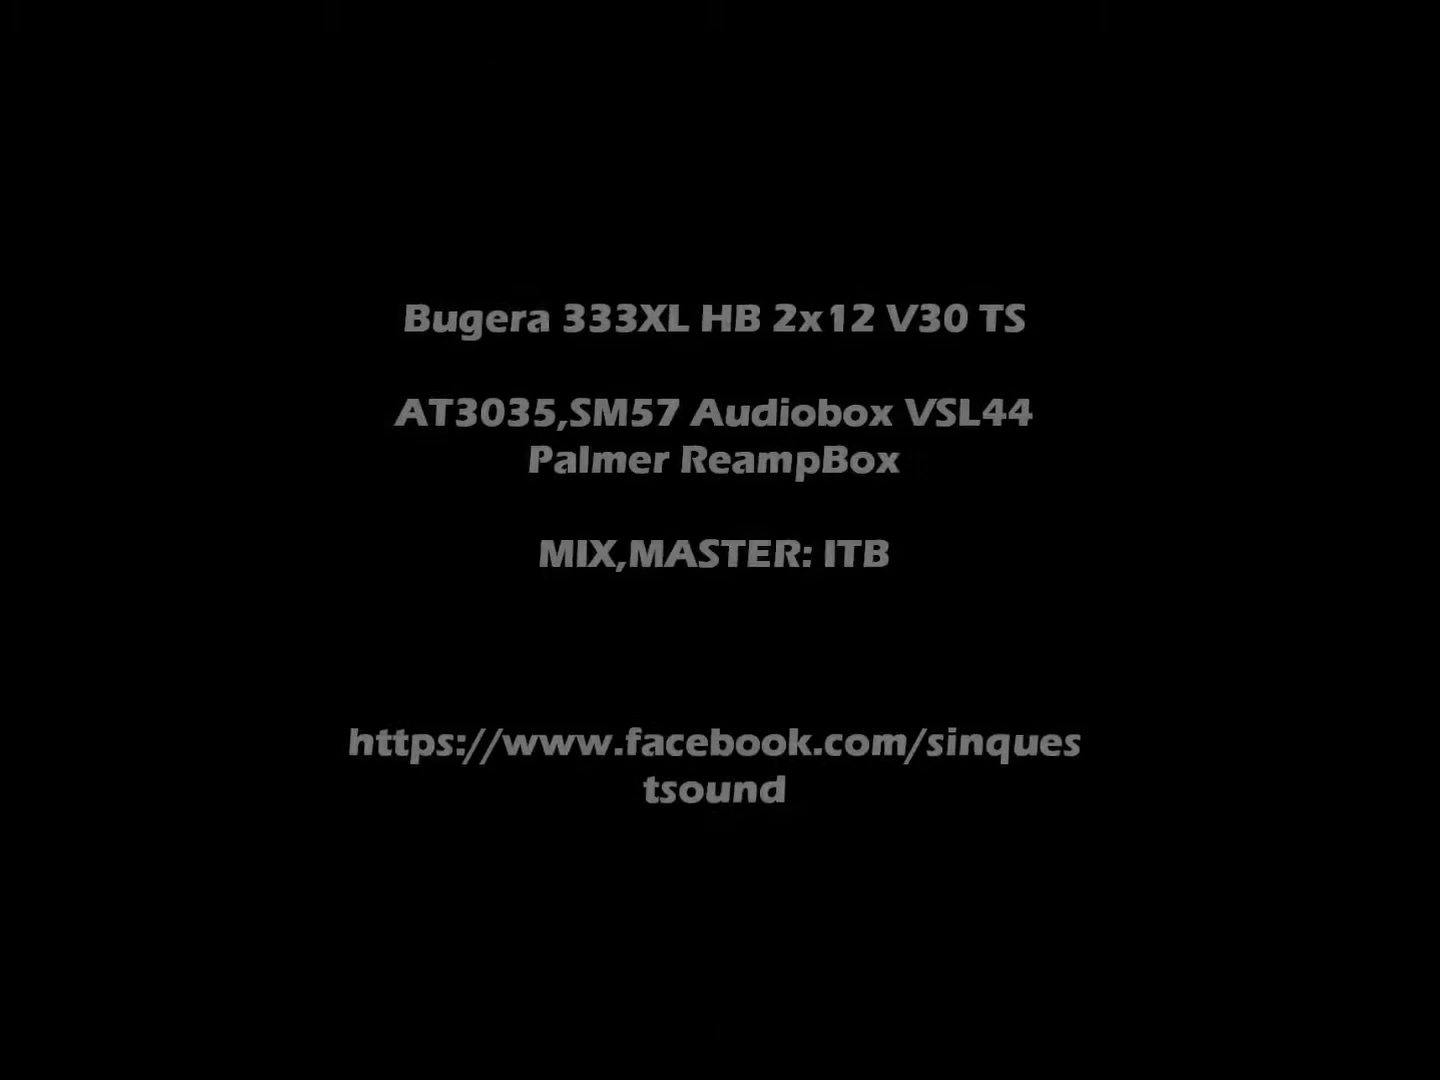 Bugera 333XL HB 2x12 V30 TS
AT3035,SM57 Audiobox VSL44
Palmer ReampBox
MIX,MASTER: ITB
https://www.facebook.com/sinques
tsound